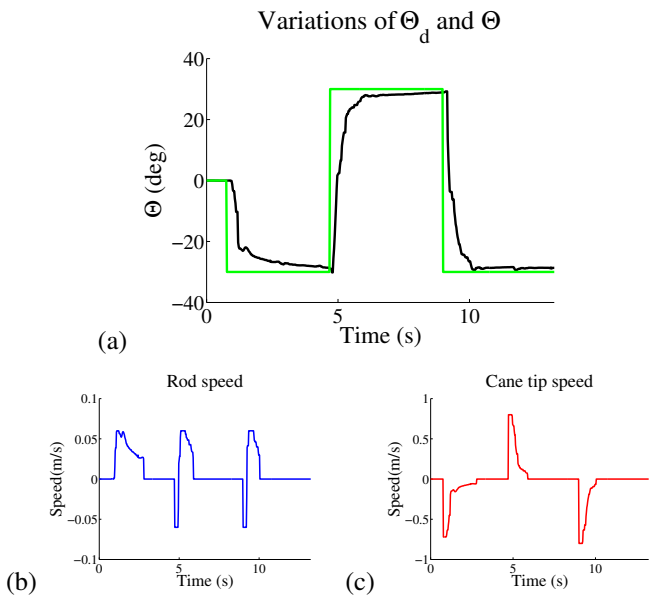 Variations of Θ_d and Θ
40
20
0
−20
−40
Θ (deg)
0 5 10
Time (s)
(a)
Rod speed
0.1
0.05
0
−0.05
−0.1
Speed(m/s)
0 5 10
Time (s)
(b)
Cane tip speed
1
0.5
0
−0.5
−1
Speed(m/s)
0 5 10
Time (s)
(c)